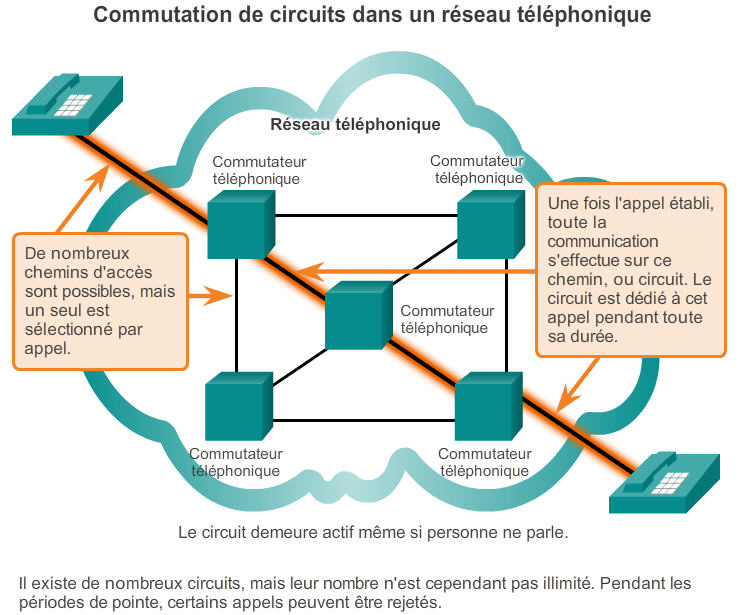 Commutation de circuits dans un réseau téléphonique
Réseau téléphonique
Commutateur
téléphonique
Commutateur
téléphonique
De nombreux
chemins d'accès
sont possibles, mais
un seul est
sélectionné par
appel.
Une fois l'appel établi,
toute la
communication
s'effectue sur ce
chemin, ou circuit. Le
circuit est dédié à cet
appel pendant toute
sa durée.
Commutateur
téléphonique
Commutateur
téléphonique
Commutateur
téléphonique
Le circuit demeure actif même si personne ne parle.
Il existe de nombreux circuits, mais leur nombre n'est cependant pas illimité. Pendant les
périodes de pointe, certains appels peuvent être rejetés.